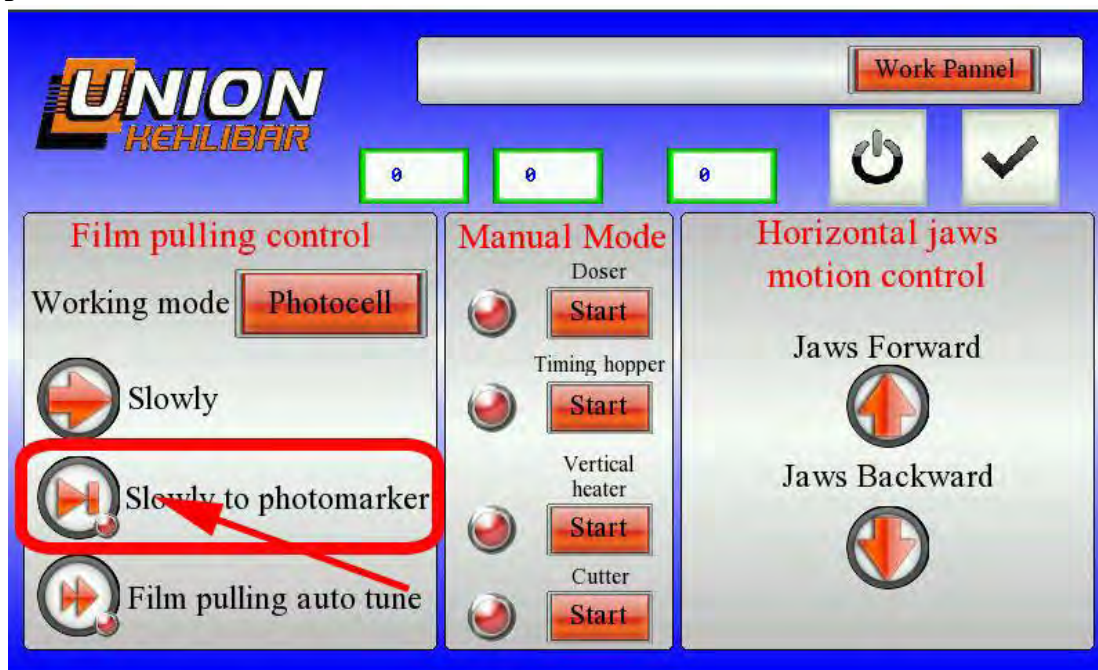 UNION
KEHLIBAR
Work Pannel
0 0 0
Film pulling control
Working mode Photocell
Slowly
Slowly to photomarker
Film pulling auto tune
Manual Mode
Doser
Start
Timing hopper
Start
Vertical
heater
Start
Cutter
Start
Horizontal jaws
motion control
Jaws Forward
Jaws Backward